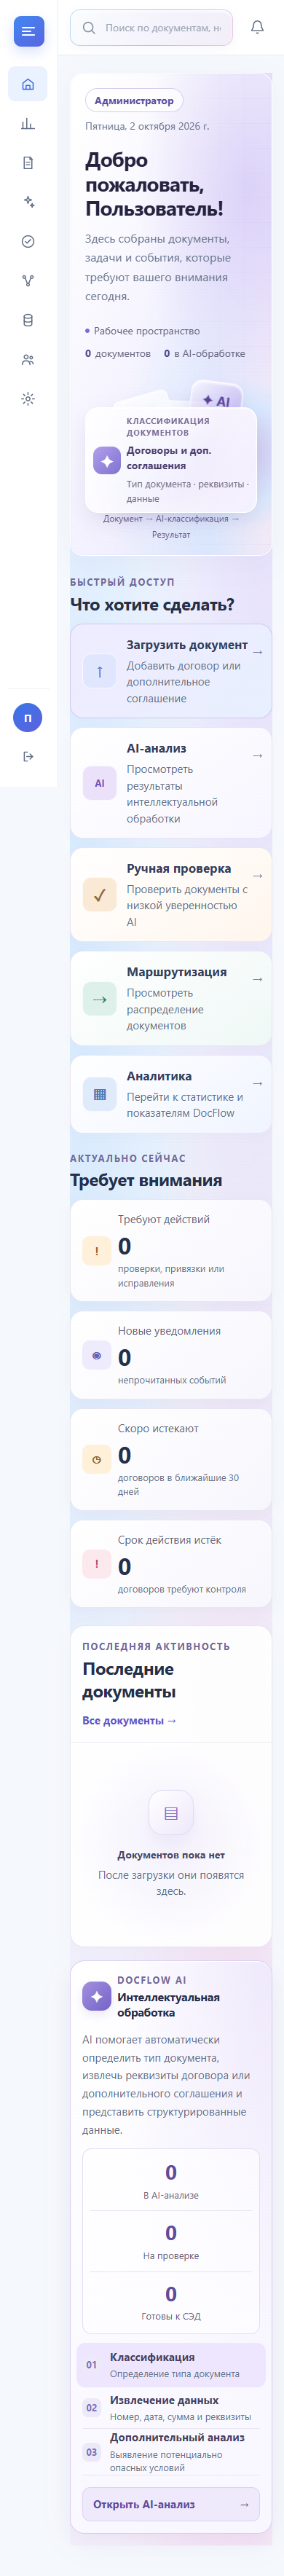 Поиск по документам, н
Администратор
Пятница, 2 октября 2026 г.
Добро
пожаловать,
Пользователь!
Здесь собраны документы,
задачи и события, которые
требуют вашего внимания
сегодня.
Рабочее пространство
0 документов 0 в AI-обработке
AI
КЛАССИФИКАЦИЯ
ДОКУМЕНТОВ
Договоры и доп.
соглашения
Тип документа · реквизиты ·
данные
Документ → AI-классификация →
Результат
БЫСТРЫЙ ДОСТУП
Что хотите сделать?
↑
Загрузить документ →
Добавить договор или
дополнительное
соглашение
AI
AI-анализ →
Просмотреть
результаты
интеллектуальной
обработки
✓
Ручная проверка →
Проверить документы с
низкой уверенностью
AI
⇢
Маршрутизация →
Просмотреть
распределение
документов
Аналитика →
Перейти к статистике и
показателям DocFlow
АКТУАЛЬНО СЕЙЧАС
Требует внимания
!
Требуют действий
0
проверки, привязки или
исправления
Новые уведомления
0
непрочитанных событий
Скоро истекают
0
договоров в ближайшие 30
дней
!
Срок действия истёк
0
договоров требуют контроля
ПОСЛЕДНЯЯ АКТИВНОСТЬ
Последние
документы
Все документы →
Документов пока нет
После загрузки они появятся
здесь.
DOCFLOW AI
Интеллектуальная
обработка
AI помогает автоматически
определить тип документа,
извлечь реквизиты договора или
дополнительного соглашения и
представить структурированные
данные.
0
В AI-анализе
0
На проверке
0
Готовы к СЭД
01
Классификация
Определение типа документа
02
Извлечение данных
Номер, дата, сумма и реквизиты
03
Дополнительный анализ
Выявление потенциально
опасных условий
Открыть AI-анализ →
П